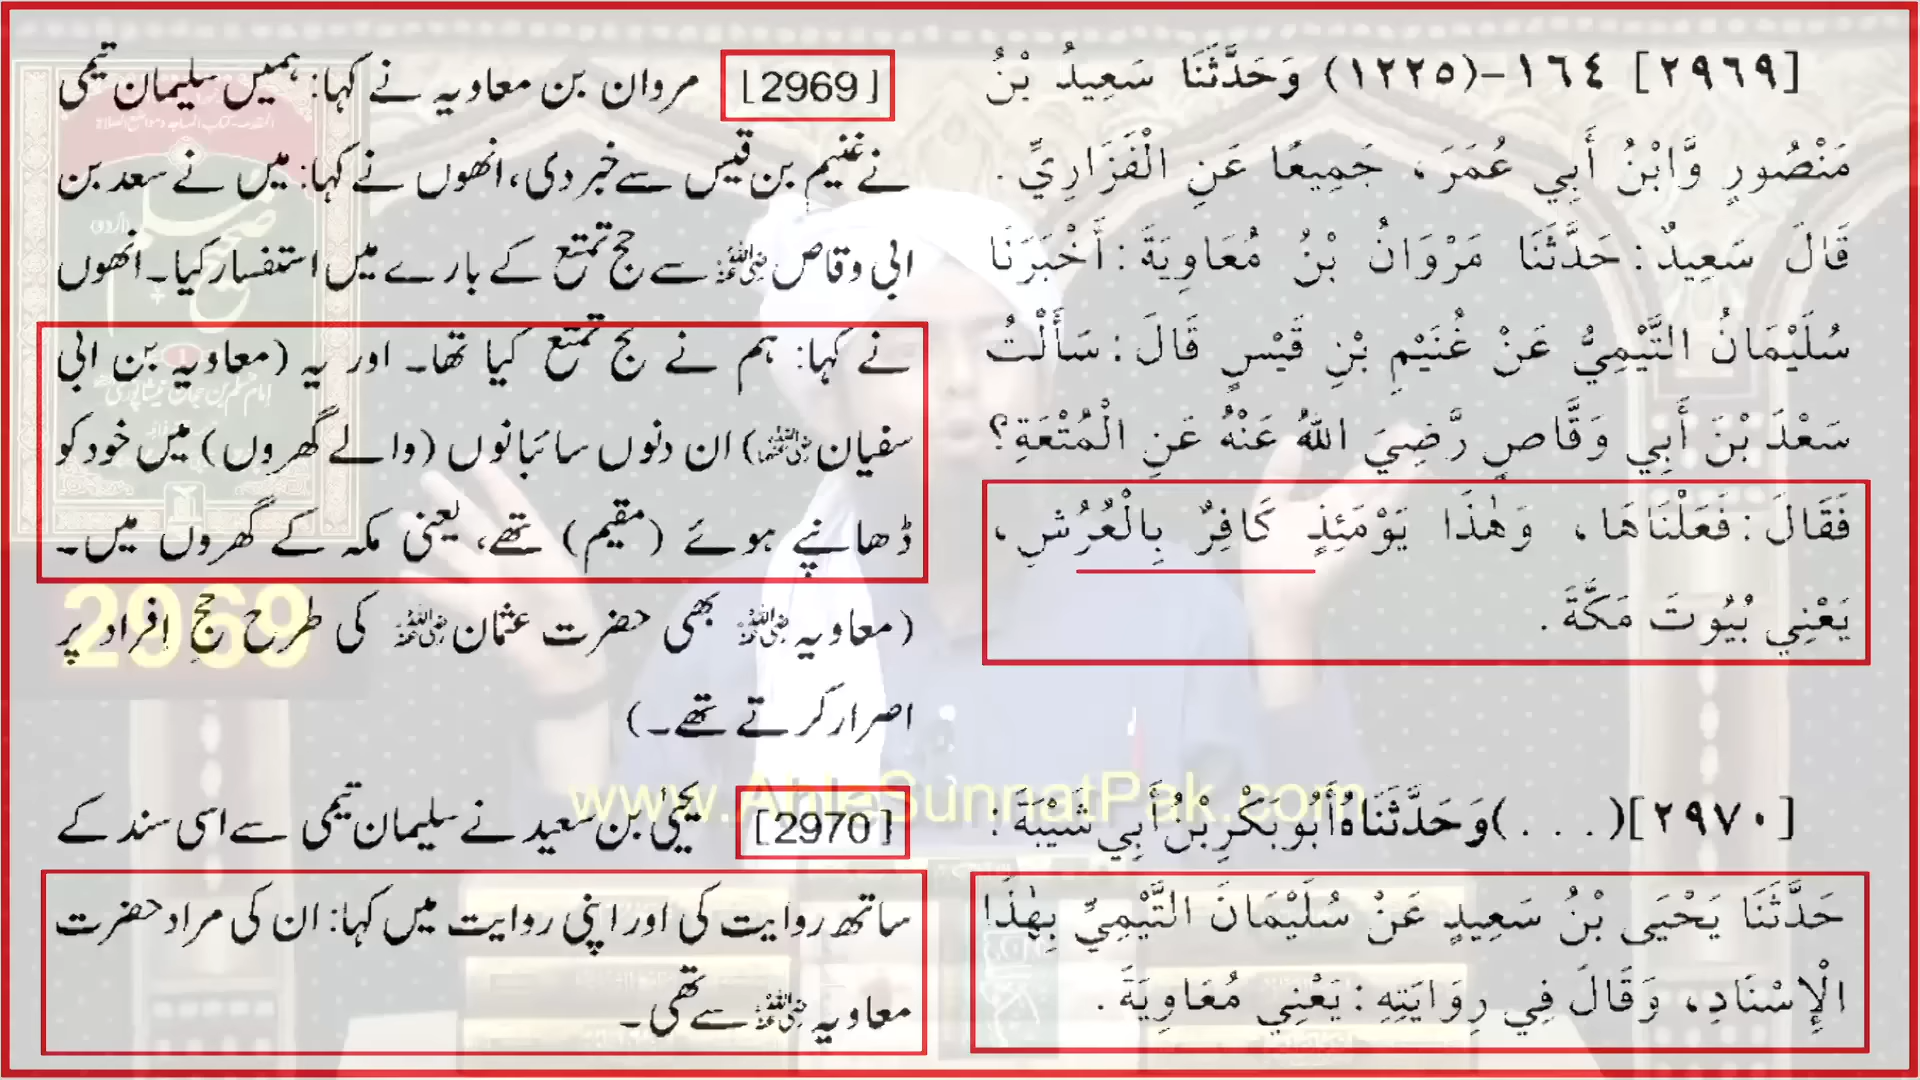 [٢٩٦٩] ١٦٤-(١٢٢٥) وَحَدَّثَنَا سَعِيدُ بْنُ
مَنْصُورٍ وَّابْنُ أَبِي عُمَرَ، جَمِيعًا عَنِ الْفَزَارِيِّ.
قَالَ سَعِيدٌ: حَدَّثَنَا مَرْوَانُ بْنُ مُعَاوِيَةَ: أَخْبَرَنَا
سُلَيْمَانُ التَّيْمِيُّ عَنْ غُنَيْمِ بْنِ قَيْسٍ قَالَ: سَأَلْتُ
سَعْدَ بْنَ أَبِي وَقَّاصٍ رَّضِيَ اللهُ عَنْهُ عَنِ الْمُتْعَةِ؟
فَقَالَ: فَعَلْنَاهَا، وَهٰذَا يَوْمَئِذٍ كَافِرٌ بِالْعُرُشِ،
يَعْنِي بُيُوتَ مَكَّةَ.
[٢٩٧٠] (...) وَحَدَّثَنَاهُ أَبُو بَكْرِ بْنُ أَبِي شَيْبَةَ:
حَدَّثَنَا يَحْيَى بْنُ سَعِيدٍ عَنْ سُلَيْمَانَ التَّيْمِيِّ بِهٰذَا
الْإِسْنَادِ، وَقَالَ فِي رِوَايَتِهِ: يَعْنِي مُعَاوِيَةَ.
[2969] مروان بن معاویہ نے کہا: ہمیں سلیمان تیمی
نے غنیم بن قیس سے خبر دی، انھوں نے کہا: میں نے سعد بن
ابی وقاص رضی اللہ عنہ سے حج تمتع کے بارے میں استفسار کیا۔ انھوں
نے کہا: ہم نے حج تمتع کیا تھا۔ اور یہ (معاویہ بن ابی
سفیان رضی اللہ عنہما) ان دنوں سائبانوں (والے گھروں) میں خود کو
ڈھانپے ہوئے (مقیم) تھے، یعنی مکہ کے گھروں میں۔
(معاویہ رضی اللہ عنہ بھی حضرت عثمان رضی اللہ عنہ کی طرح حج افراد پر
اصرار کرتے تھے۔)
[2970] یحییٰ بن سعید نے سلیمان تیمی سے اسی سند کے
ساتھ روایت کی اور اپنی روایت میں کہا: ان کی مراد حضرت
معاویہ رضی اللہ عنہ سے تھی۔
صحیح مسلم
2969
www.AhleSunnatPak.com